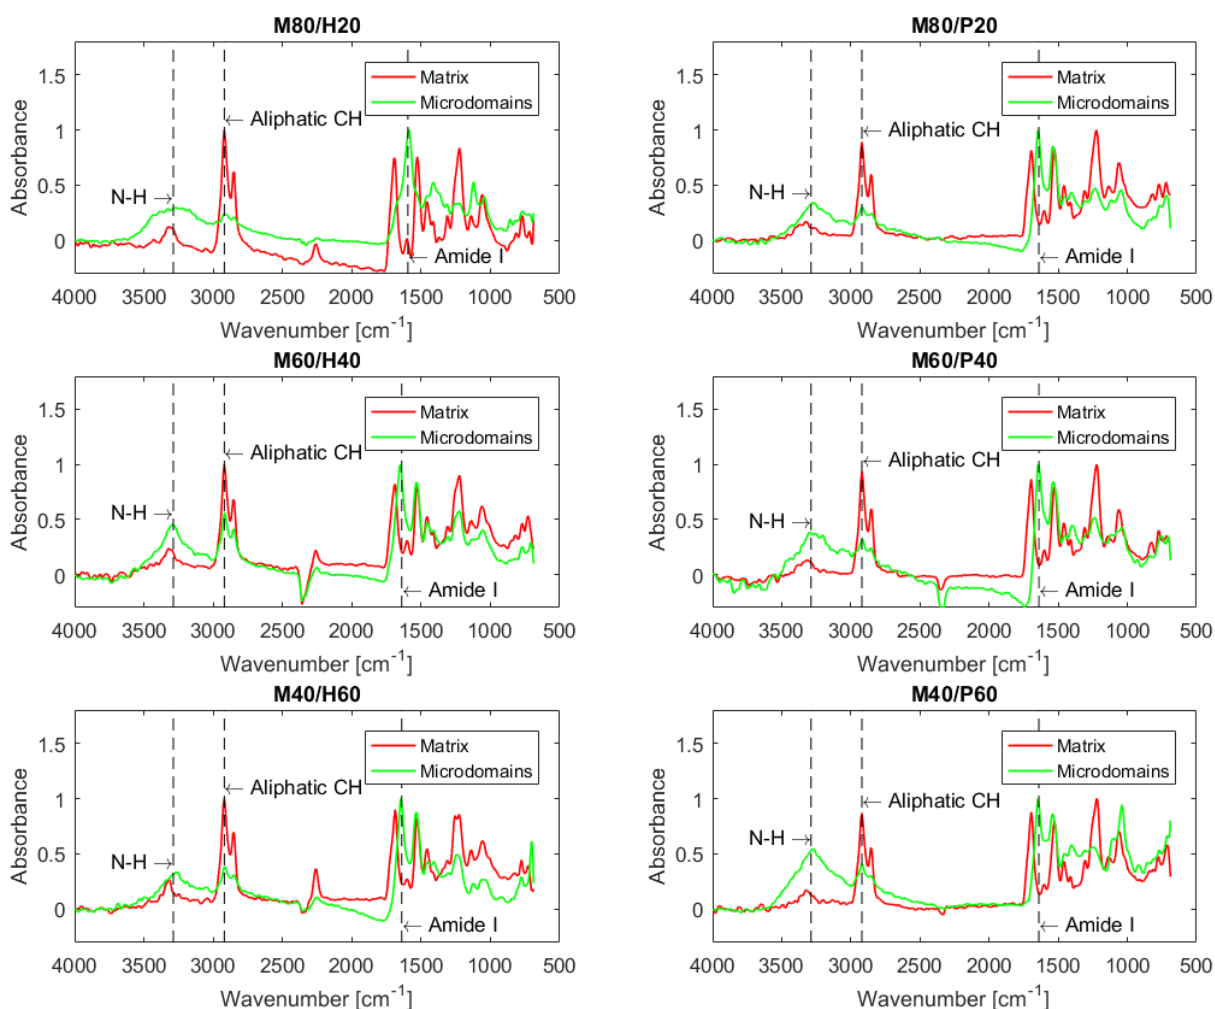 M80/H20
1.5
1
0.5
0
Absorbance
Matrix
Microdomains
← Aliphatic CH
N-H →
← Amide I
4000 3500 3000 2500 2000 1500 1000 500
Wavenumber [cm-1]
M80/P20
1.5
1
0.5
0
Absorbance
Matrix
Microdomains
← Aliphatic CH
N-H →
← Amide I
4000 3500 3000 2500 2000 1500 1000 500
Wavenumber [cm-1]
M60/H40
1.5
1
0.5
0
Absorbance
Matrix
Microdomains
← Aliphatic CH
N-H →
← Amide I
4000 3500 3000 2500 2000 1500 1000 500
Wavenumber [cm-1]
M60/P40
1.5
1
0.5
0
Absorbance
Matrix
Microdomains
← Aliphatic CH
N-H →
← Amide I
4000 3500 3000 2500 2000 1500 1000 500
Wavenumber [cm-1]
M40/H60
1.5
1
0.5
0
Absorbance
Matrix
Microdomains
← Aliphatic CH
N-H →
← Amide I
4000 3500 3000 2500 2000 1500 1000 500
Wavenumber [cm-1]
M40/P60
1.5
1
0.5
0
Absorbance
Matrix
Microdomains
← Aliphatic CH
N-H →
← Amide I
4000 3500 3000 2500 2000 1500 1000 500
Wavenumber [cm-1]